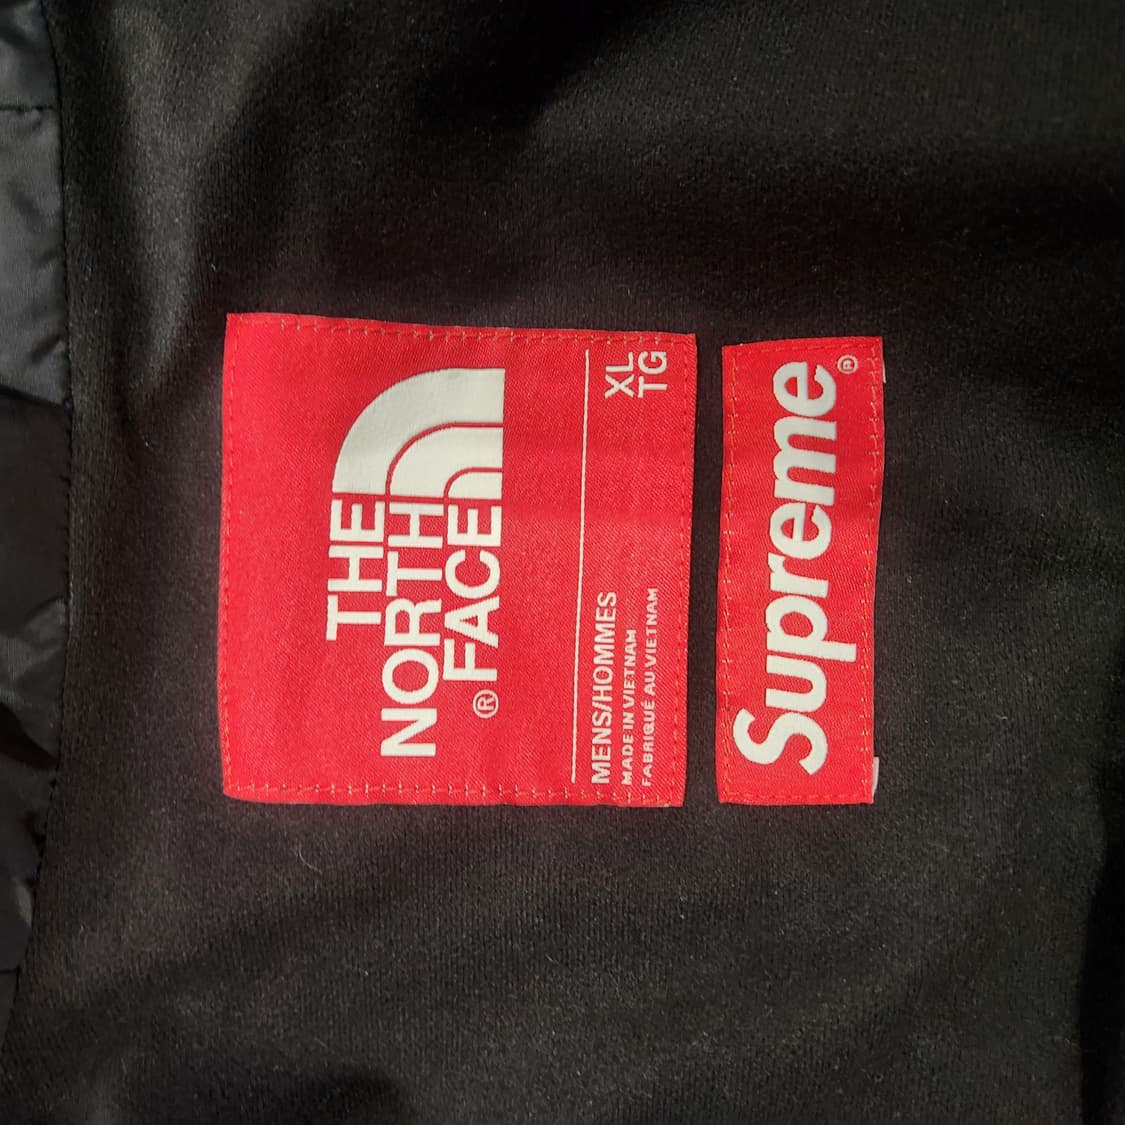 THE
NORTH
FACE®
XL
TG
MENS/HOMMES
MADE IN VIETNAM
FABRIQUÉ AU VIETNAM
Supreme®